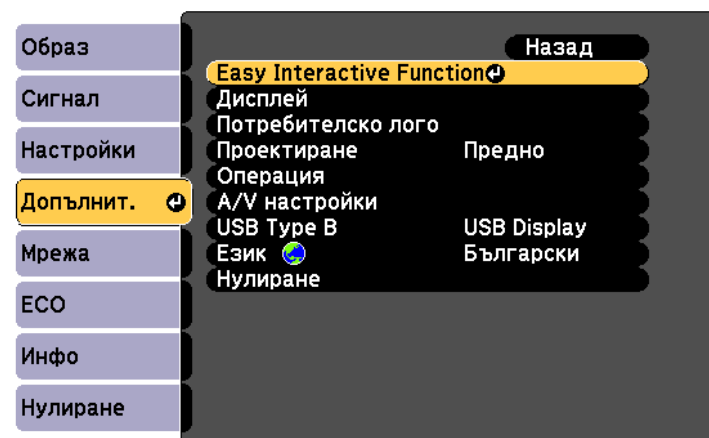 Образ
Сигнал
Настройки
Допълнит.
Мрежа
ECO
Инфо
Нулиране
Назад
Easy Interactive Function
Дисплей
Потребителско лого
Проектиране Предно
Операция
A/V настройки
USB Type B USB Display
Език Български
Нулиране